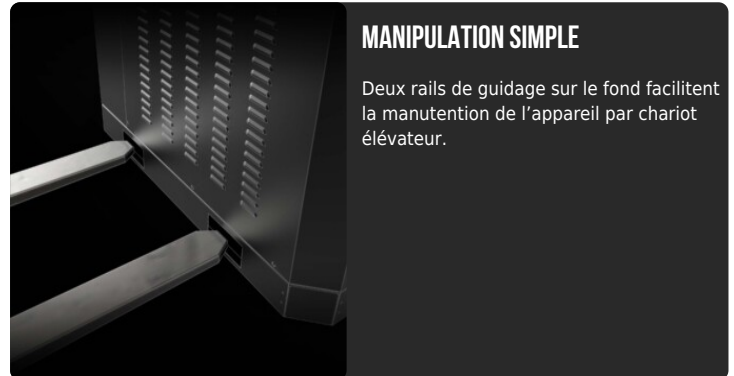 MANIPULATION SIMPLE
Deux rails de guidage sur le fond facilitent
la manutention de l’appareil par chariot
élévateur.